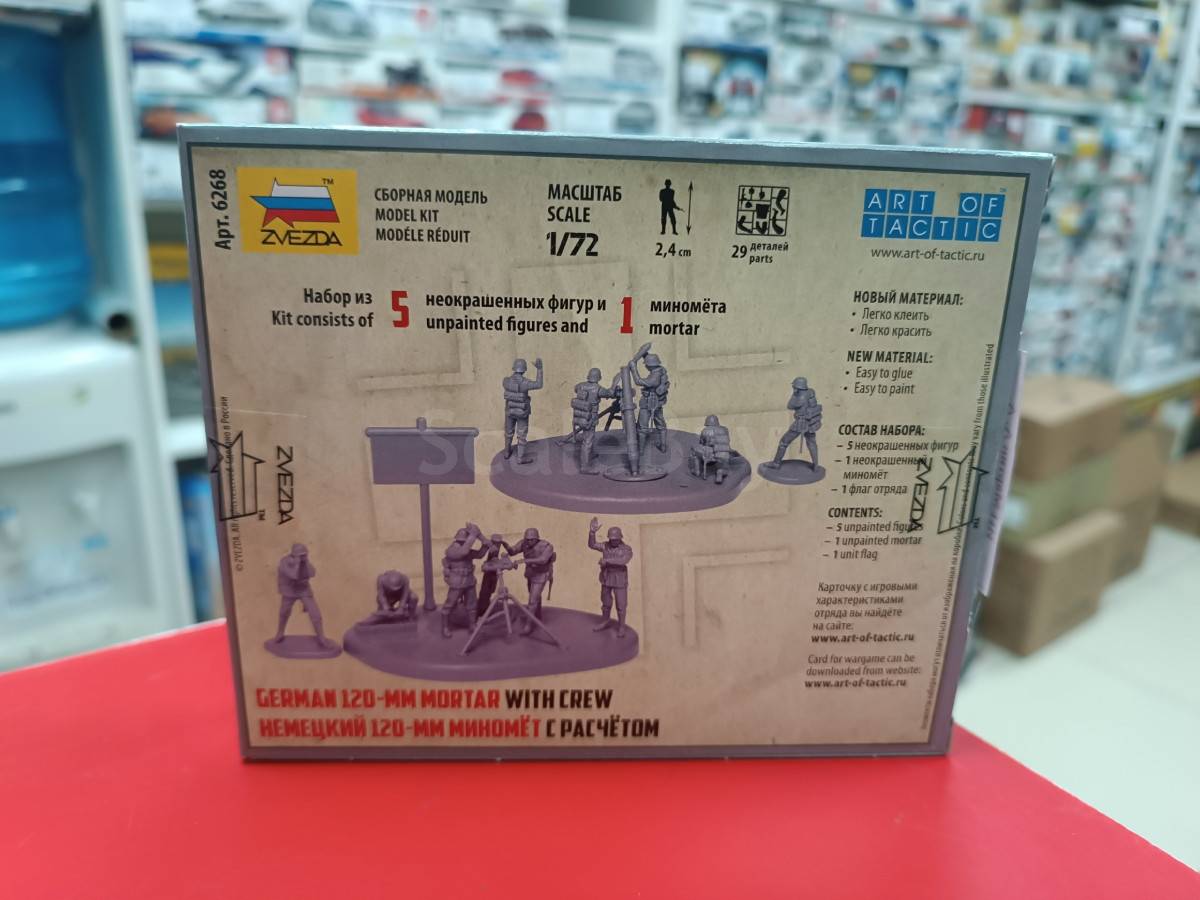 Арт. 6268
ZVEZDA
СБОРНАЯ МОДЕЛЬ
MODEL KIT
MODÉLE RÉDUIT
МАСШТАБ
SCALE
1/72
2,4 cm
29 деталей
parts
ART OF
TACTIC
www.art-of-tactic.ru
Набор из 5 неокрашенных фигур и 1 миномёта
Kit consists of unpainted figures and mortar
НОВЫЙ МАТЕРИАЛ:
• Легко клеить
• Легко красить
NEW MATERIAL:
• Easy to glue
• Easy to paint
СОСТАВ НАБОРА:
– 5 неокрашенных фигур
– 1 неокрашенный
миномёт
– 1 флаг отряда
CONTENTS:
– 5 unpainted figures
– 1 unpainted mortar
– 1 unit flag
Карточку с игровыми
характеристиками
отряда вы найдёте
на сайте:
www.art-of-tactic.ru
Card for wargame can be
downloaded from website:
www.art-of-tactic.ru
ZVEZDA
ZVEZDA
GERMAN 120-MM MORTAR WITH CREW
НЕМЕЦКИЙ 120-ММ МИНОМЁТ С РАСЧЁТОМ